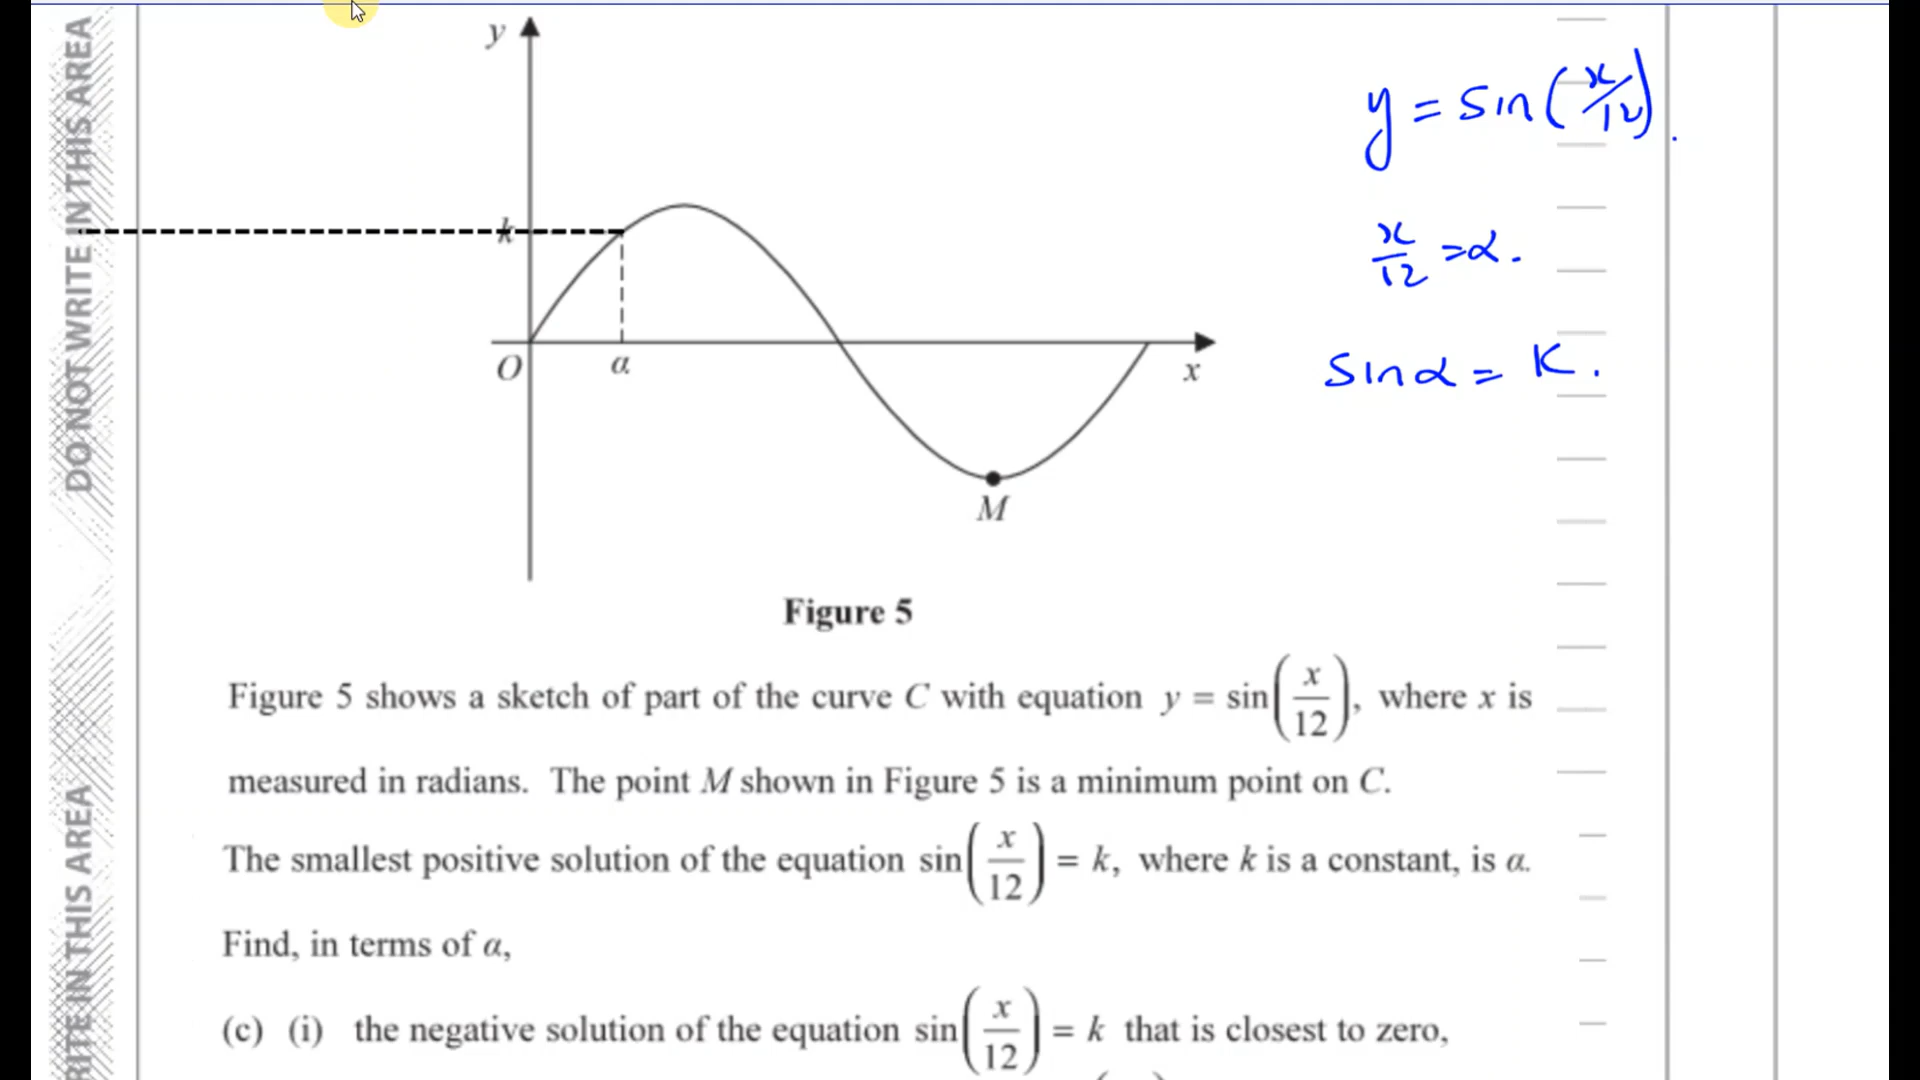 DO NOT WRITE IN THIS AREA
y
y = sin(x/12).
k
x/12 = α.
O
α
x
sin α = K.
M
Figure 5
Figure 5 shows a sketch of part of the curve C with equation y = sin(x/12), where x is
measured in radians. The point M shown in Figure 5 is a minimum point on C.
The smallest positive solution of the equation sin(x/12) = k, where k is a constant, is α.
Find, in terms of α,
(c) (i) the negative solution of the equation sin(x/12) = k that is closest to zero,
RITE IN THIS AREA